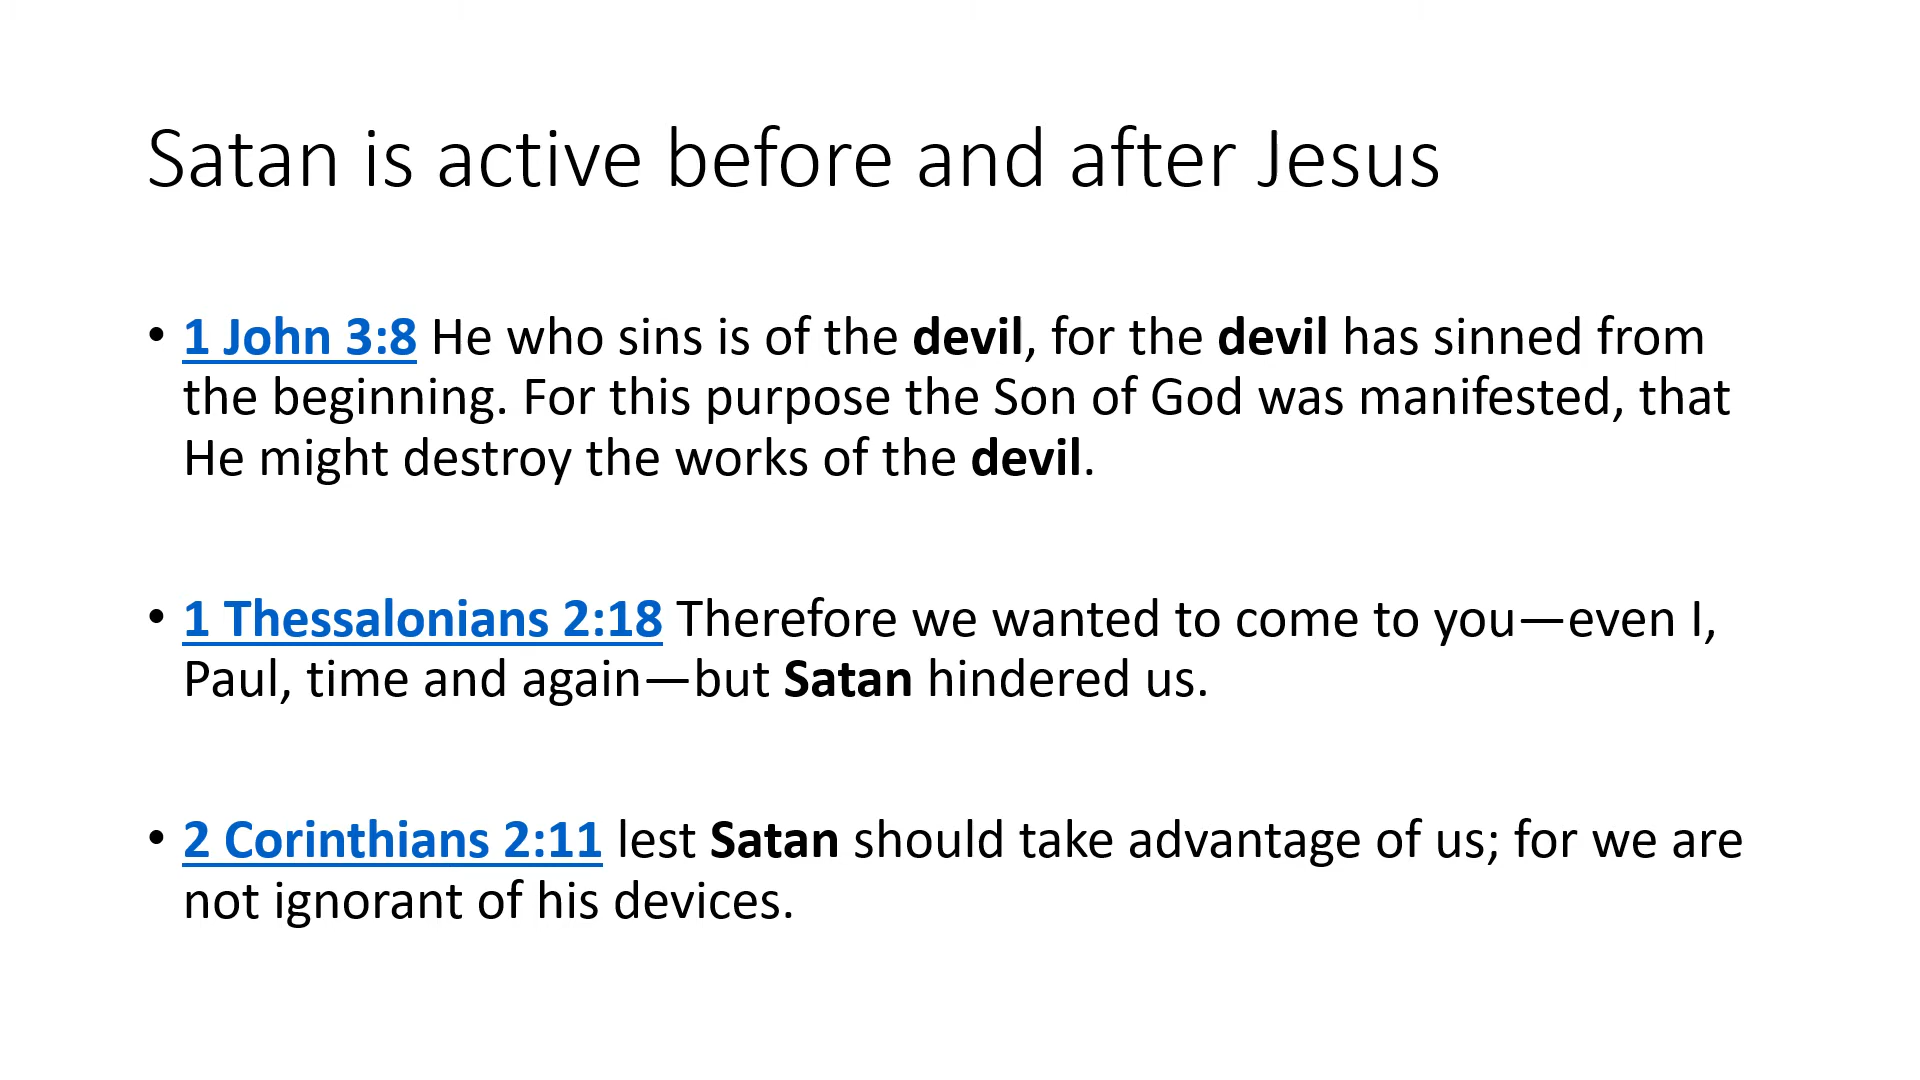 Satan is active before and after Jesus
• 1 John 3:8 He who sins is of the devil, for the devil has sinned from
the beginning. For this purpose the Son of God was manifested, that
He might destroy the works of the devil.
• 1 Thessalonians 2:18 Therefore we wanted to come to you—even I,
Paul, time and again—but Satan hindered us.
• 2 Corinthians 2:11 lest Satan should take advantage of us; for we are
not ignorant of his devices.